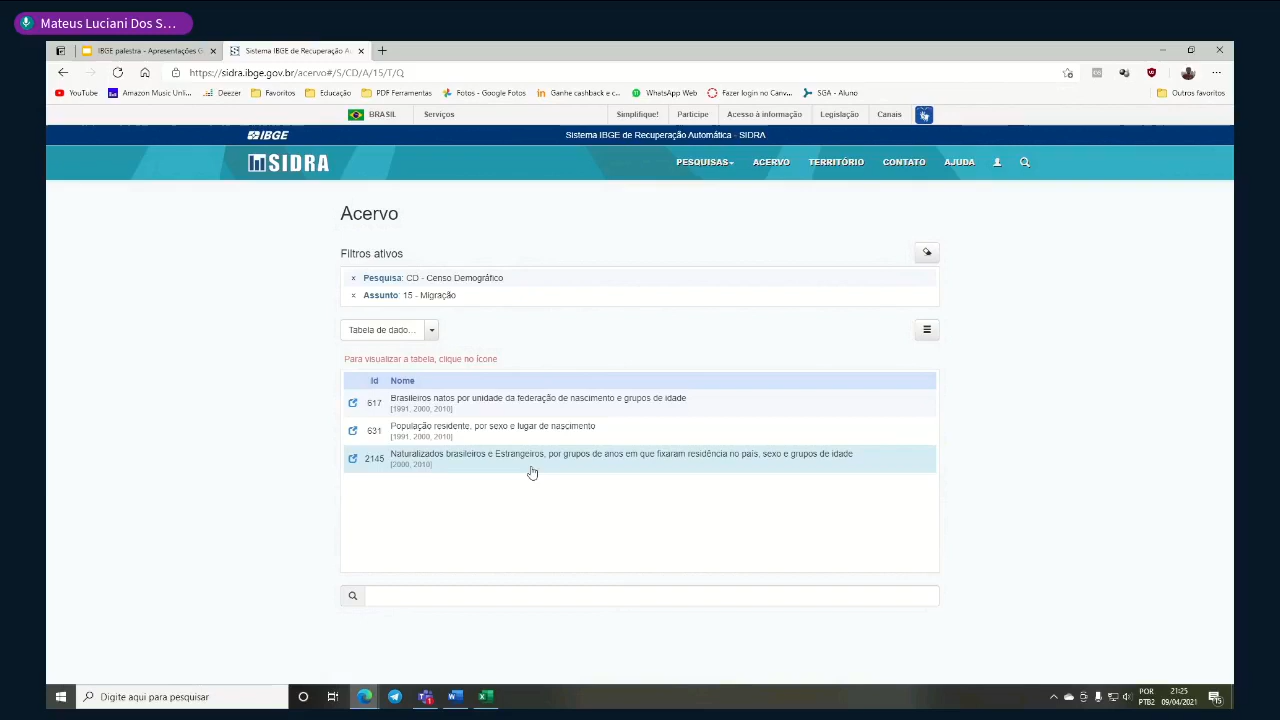 Mateus Luciani Dos S...
IBGE palestra - Apresentações G
Sistema IBGE de Recuperação Au
https://sidra.ibge.gov.br/acervo#/S/CD/A/15/T/Q
YouTube
Amazon Music Unli...
Deezer
Favoritos
Educação
PDF Ferramentas
Fotos - Google Fotos
Ganhe cashback e c...
WhatsApp Web
Fazer login no Canv...
SGA - Aluno
Outros favoritos
BRASIL
Serviços
Simplifique!
Participe
Acesso à informação
Legislação
Canais
IBGE
Sistema IBGE de Recuperação Automática - SIDRA
SIDRA
PESQUISAS
ACERVO
TERRITÓRIO
CONTATO
AJUDA
Acervo
Filtros ativos
x Pesquisa: CD - Censo Demográfico
x Assunto: 15 - Migração
Tabela de dado...
Para visualizar a tabela, clique no ícone
Id Nome
617 Brasileiros natos por unidade da federação de nascimento e grupos de idade
[1991, 2000, 2010]
631 População residente, por sexo e lugar de nascimento
[1991, 2000, 2010]
2145 Naturalizados brasileiros e Estrangeiros, por grupos de anos em que fixaram residência no país, sexo e grupos de idade
[2000, 2010]
Digite aqui para pesquisar
POR
PTB2
21:25
09/04/2021
15